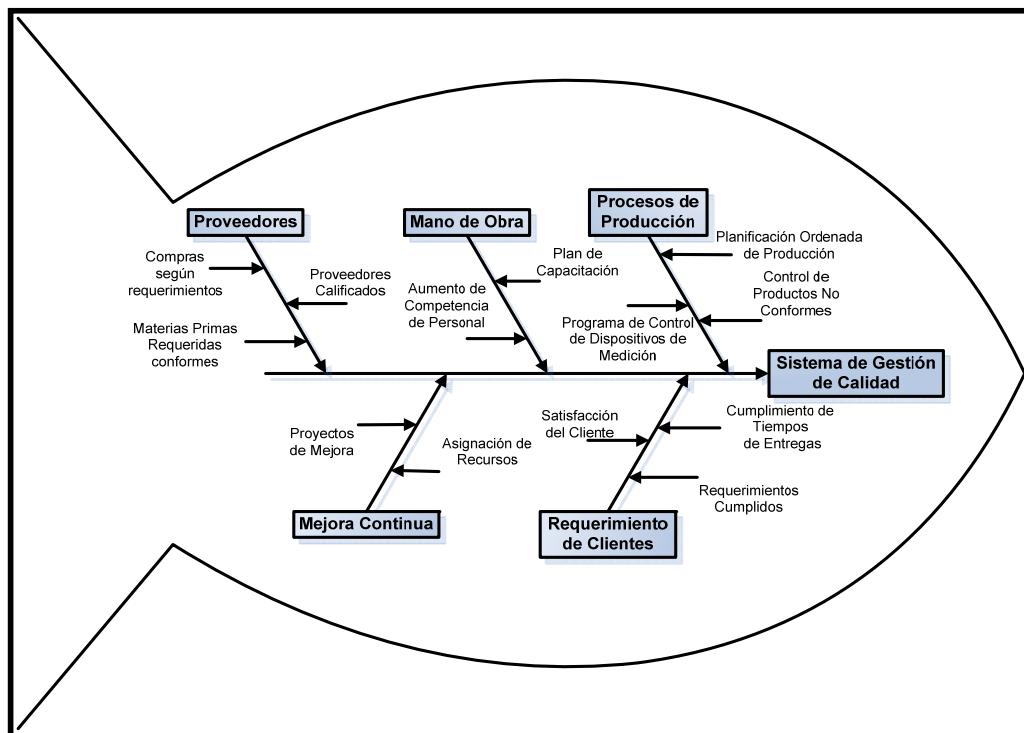 Proveedores
Compras
según
requerimientos
Proveedores
Calificados
Materias Primas
Requeridas
conformes
Mano de Obra
Plan de
Capacitación
Aumento de
Competencia
de Personal
Procesos de
Producción
Planificación Ordenada
de Producción
Control de
Productos No
Conformes
Programa de Control
de Dispositivos de
Medición
Sistema de Gestión
de Calidad
Proyectos
de Mejora
Asignación de
Recursos
Mejora Continua
Satisfacción
del Cliente
Cumplimiento de
Tiempos
de Entregas
Requerimientos
Cumplidos
Requerimiento
de Clientes